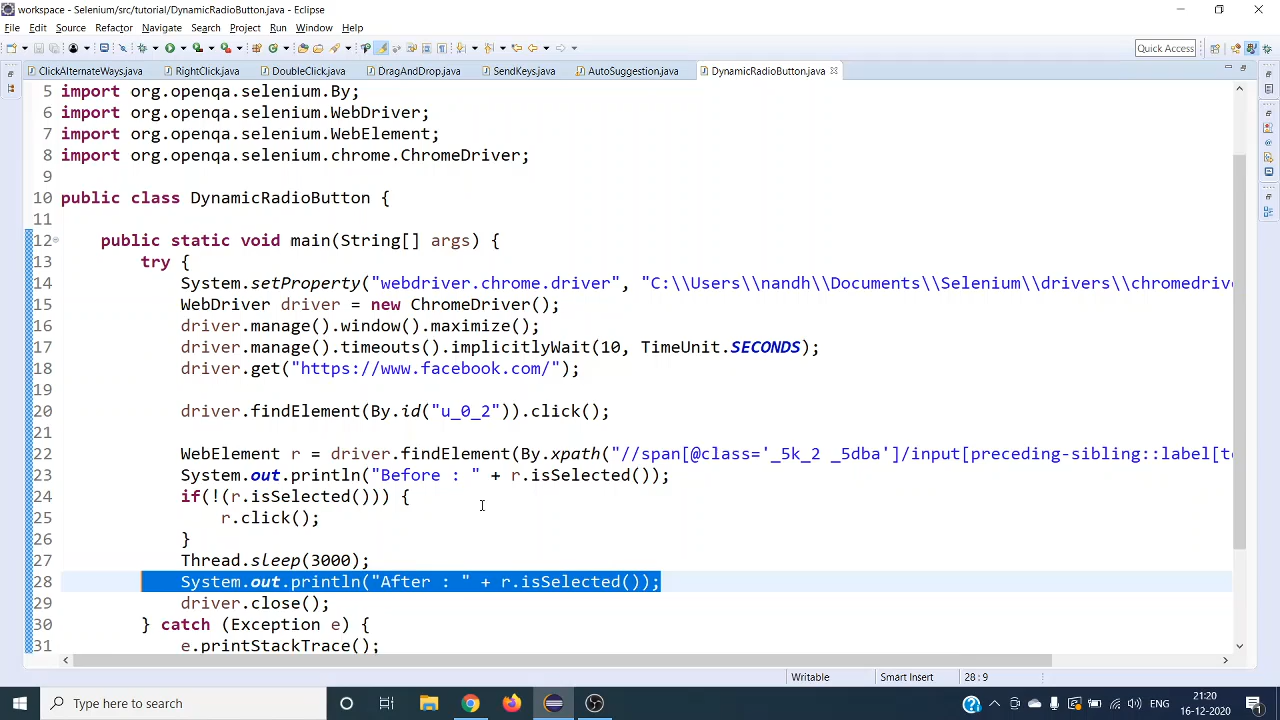 workspace - Selenium/src/tutorial/DynamicRadioButton.java - Eclipse
File Edit Source Refactor Navigate Search Project Run Window Help
Quick Access
ClickAlternateWays.java RightClick.java DoubleClick.java DragAndDrop.java SendKeys.java AutoSuggestion.java DynamicRadioButton.java
5 import org.openqa.selenium.By;
6 import org.openqa.selenium.WebDriver;
7 import org.openqa.selenium.WebElement;
8 import org.openqa.selenium.chrome.ChromeDriver;
9
10 public class DynamicRadioButton {
11
12 public static void main(String[] args) {
13 try {
14 System.setProperty("webdriver.chrome.driver", "C:\\Users\\nandh\\Documents\\Selenium\\drivers\\chromedrive
15 WebDriver driver = new ChromeDriver();
16 driver.manage().window().maximize();
17 driver.manage().timeouts().implicitlyWait(10, TimeUnit.SECONDS);
18 driver.get("https://www.facebook.com/");
19
20 driver.findElement(By.id("u_0_2")).click();
21
22 WebElement r = driver.findElement(By.xpath("//span[@class='_5k_2 _5dba']/input[preceding-sibling::label[te
23 System.out.println("Before : " + r.isSelected());
24 if(!(r.isSelected())) {
25 r.click();
26 }
27 Thread.sleep(3000);
28 System.out.println("After : " + r.isSelected());
29 driver.close();
30 } catch (Exception e) {
31 e.printStackTrace();
Writable Smart Insert 28:9
Type here to search
ENG
21:20
16-12-2020